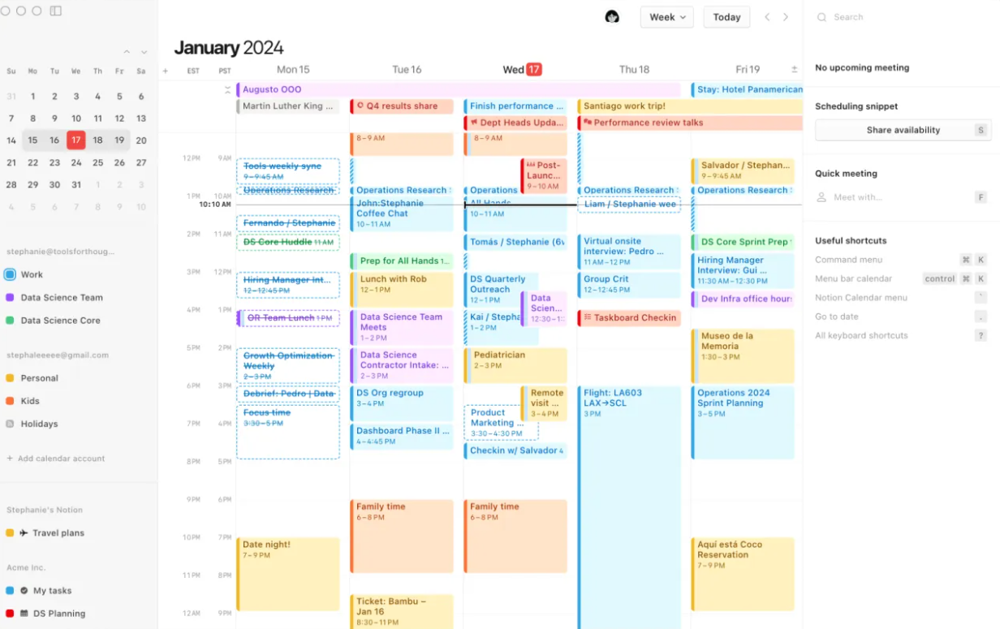 Su Mo Tu We Th Fr Sa
31 1 2 3 4 5 6
7 8 9 10 11 12 13
14 15 16 17 18 19 20
21 22 23 24 25 26 27
28 29 30 31 1 2 3
8 9 10
stephanie@toolsforthoug...
Work
Data Science Team
Data Science Core
stephaleeeee@gmail.com
Personal
Kids
Holidays
+ Add calendar account
Stephanie's Notion
Travel plans
Acme Inc.
My tasks
DS Planning
January 2024
Week
Today
+ EST PST Mon 15 Tue 16 Wed 17 Thu 18 Fri 19
Augusto OOO
Stay: Hotel Panamerican
Martin Luther King ...
Q4 results share
Finish performance ...
Santiago work trip!
Dept Heads Upda...
Performance review talks
12 PM 9 AM
1 PM 10 AM
10:10 AM
2 PM 11 AM
3 PM 12 PM
4 PM 1 PM
5 PM 2 PM
6 PM 3 PM
7 PM 4 PM
8 PM 5 PM
9 PM 6 PM
10 PM 7 PM
11 PM 8 PM
12 AM 9 PM
Tools weekly sync
9–9:45 AM
Operations Research
Fernando / Stephanie
DS Core Huddle 11 AM
Hiring Manager Int...
12–12:45 PM
OR Team Lunch 1 PM
Growth Optimization
Weekly
2–3 PM
Debrief: Pedro | Data
Focus time
3:30–5 PM
Date night!
7–9 PM
8–9 AM
Operations Research
John:Stephanie
Coffee Chat
10–11 AM
Prep for All Hands 1...
Lunch with Rob
12–1 PM
Data Science Team
Meets
1–2 PM
Data Science
Contractor Intake: ...
2–3 PM
DS Org regroup
3–4 PM
Dashboard Phase II ...
4–4:45 PM
Family time
6–8 PM
Ticket: Bambu –
Jan 16
8:30–11 PM
8–9 AM
Post-
Launc...
9–10 AM
Operations
All Hands
10–11 AM
Tomás / Stephanie (6v
DS Quarterly
Outreach
12–1 PM
Data
Scien...
12:30–1:
Kai / Stepha
1–2 PM
Pediatrician
2–3 PM
Remote
visit ...
3–4 PM
Product
Marketing ...
3:30–4:30 PM
Checkin w/ Salvador 4
Family time
6–8 PM
Operations Research
Liam / Stephanie wee
Virtual onsite
interview: Pedro ...
11 AM–12 PM
Group Crit
12–12:45 PM
Taskboard Checkin
Flight: LA603
LAX→SCL
3 PM
Salvador / Stephan...
9–9:45 AM
Operations Research
DS Core Sprint Prep
Hiring Manager
Interview: Gui ...
11:30 AM–12:30 PM
Dev Infra office hour
Museo de la
Memoria
1:30–3 PM
Operations 2024
Sprint Planning
3–5 PM
Aquí está Coco
Reservation
7–9 PM
Search
No upcoming meeting
Scheduling snippet
Share availability S
Quick meeting
Meet with... F
Useful shortcuts
Command menu ⌘ K
Menu bar calendar control ⌘ K
Notion Calendar menu
Go to date .
All keyboard shortcuts ?